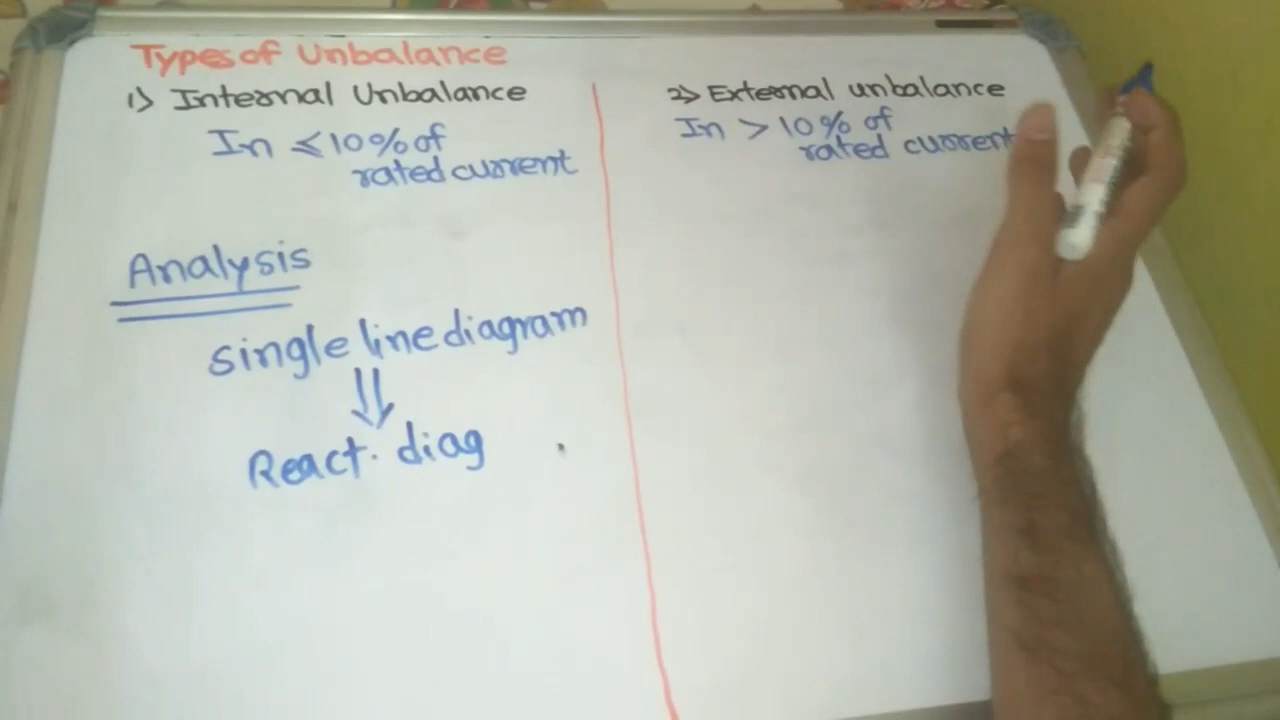 Types of Unbalance
1) Internal Unbalance
In ≤ 10% of
rated current
Analysis
single line diagram
⇓
React. diag
2) External unbalance
In > 10% of
rated current